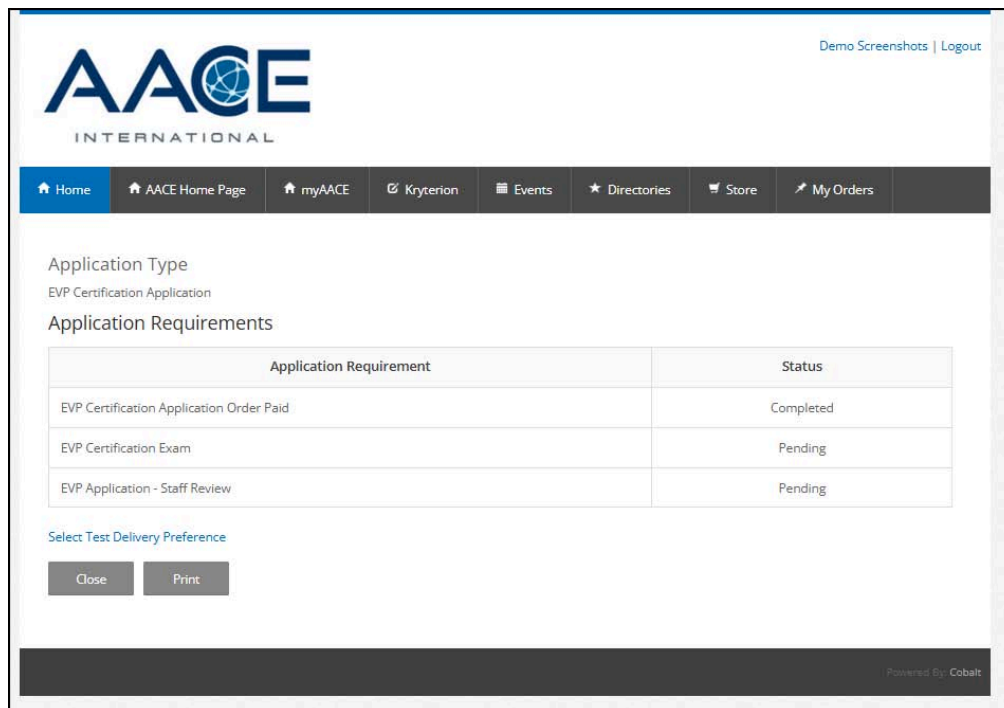 Demo Screenshots | Logout
AACE
INTERNATIONAL
Home AACE Home Page myAACE Kryterion Events Directories Store My Orders
Application Type
EVP Certification Application
Application Requirements
Application Requirement Status
EVP Certification Application Order Paid Completed
EVP Certification Exam Pending
EVP Application - Staff Review Pending
Select Test Delivery Preference
Close Print
Powered By: Cobalt